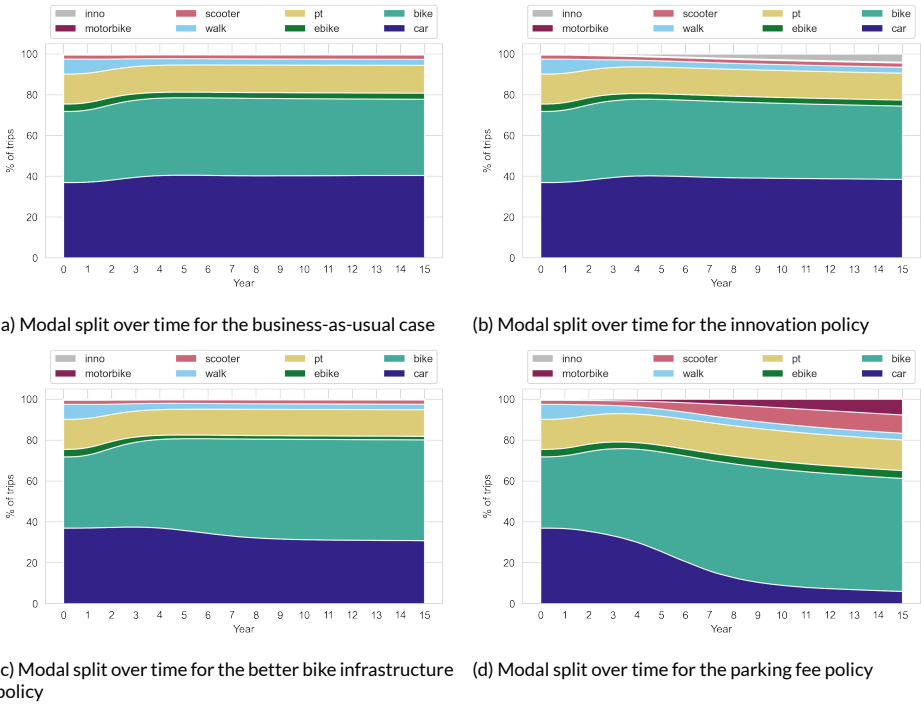 inno scooter pt bike
motorbike walk ebike car
100
80
60
40
20
0
% of trips
0 1 2 3 4 5 6 7 8 9 10 11 12 13 14 15
Year
a) Modal split over time for the business-as-usual case
inno scooter pt bike
motorbike walk ebike car
100
80
60
40
20
0
% of trips
0 1 2 3 4 5 6 7 8 9 10 11 12 13 14 15
Year
(b) Modal split over time for the innovation policy
inno scooter pt bike
motorbike walk ebike car
100
80
60
40
20
0
% of trips
0 1 2 3 4 5 6 7 8 9 10 11 12 13 14 15
Year
c) Modal split over time for the better bike infrastructure
policy
inno scooter pt bike
motorbike walk ebike car
100
80
60
40
20
0
% of trips
0 1 2 3 4 5 6 7 8 9 10 11 12 13 14 15
Year
(d) Modal split over time for the parking fee policy